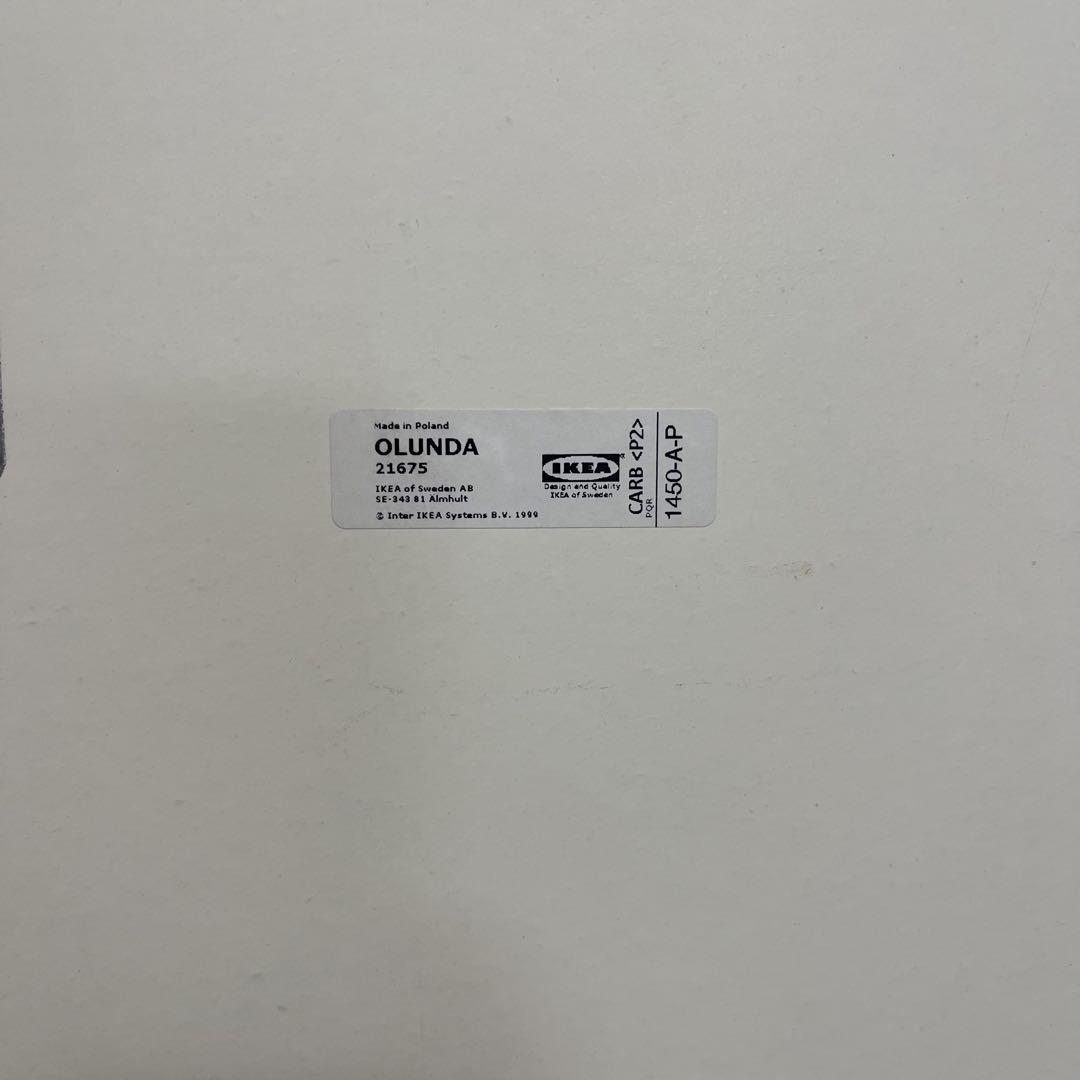 Made in Poland
OLUNDA
21675
IKEA of Sweden AB
SE-343 81 Älmhult
© Inter IKEA Systems B.V. 1999
IKEA®
Design and Quality
IKEA of Sweden
CARB <P2>
PQR
1450-A-P